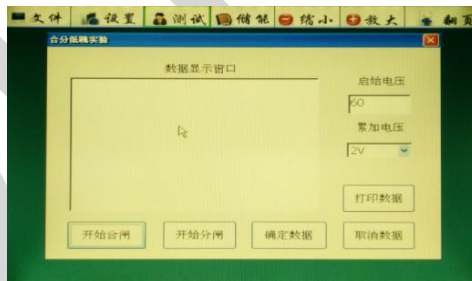 文件 设置 测试 储能 缩小 放大 翻页
合分低跳实验
数据显示窗口
启始电压
60
累加电压
2V
打印数据
开始合闸 开始分闸 确定数据 取消数据